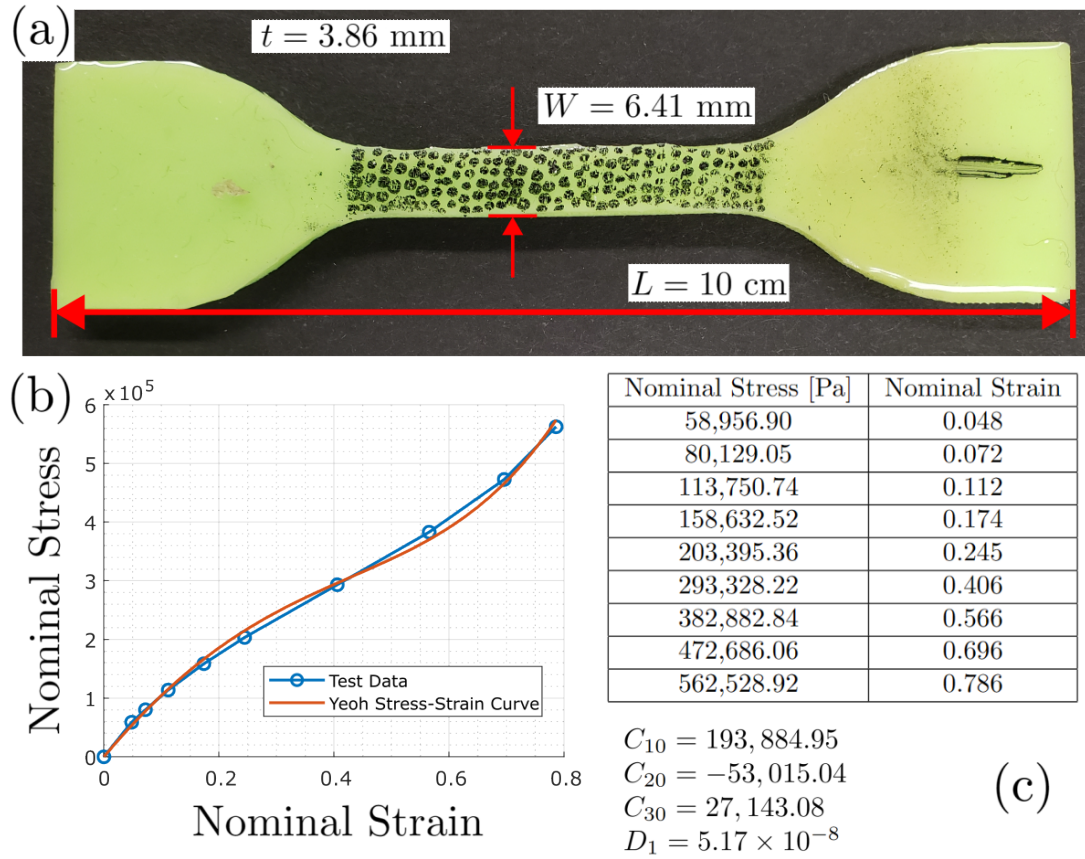 (a)
t = 3.86 mm
W = 6.41 mm
L = 10 cm
(b)
×10⁵
Nominal Stress
6
5
4
3
2
1
0
0 0.2 0.4 0.6 0.8
Test Data
Yeoh Stress-Strain Curve
Nominal Strain
Nominal Stress [Pa] Nominal Strain
58,956.90 0.048
80,129.05 0.072
113,750.74 0.112
158,632.52 0.174
203,395.36 0.245
293,328.22 0.406
382,882.84 0.566
472,686.06 0.696
562,528.92 0.786
C₁₀ = 193,884.95
C₂₀ = −53,015.04
C₃₀ = 27,143.08
D₁ = 5.17 × 10⁻⁸
(c)